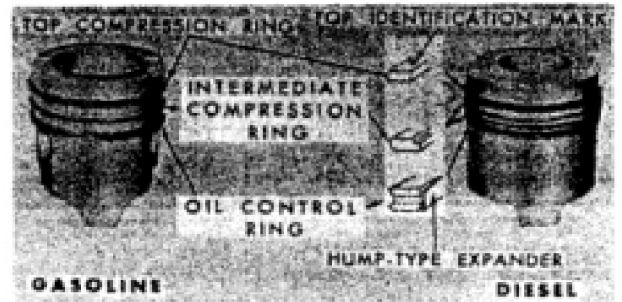 TOP COMPRESSION RING
TOP IDENTIFICATION MARK
INTERMEDIATE
COMPRESSION
RING
OIL CONTROL
RING
HUMP-TYPE EXPANDER
GASOLINE
DIESEL